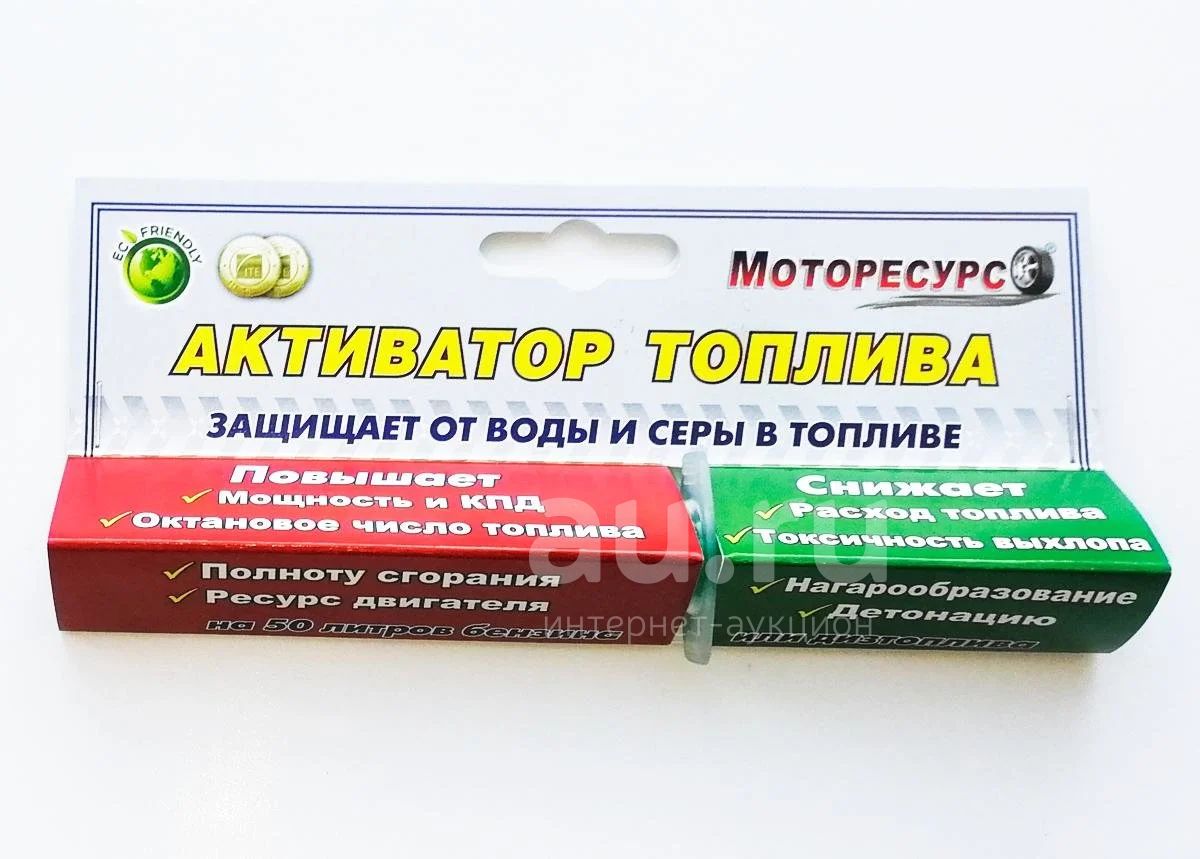 ECO FRIENDLY
ITE
МОТОРЕСУРС
АКТИВАТОР ТОПЛИВА
ЗАЩИЩАЕТ ОТ ВОДЫ И СЕРЫ В ТОПЛИВЕ
Повышает
Мощность и КПД
Октановое число топлива
Полноту сгорания
Ресурс двигателя
на 50 литров бензина
Снижает
Расход топлива
Токсичность выхлопа
Нагарообразование
Детонацию
или дизтоплива
au.ru
интернет-аукцион